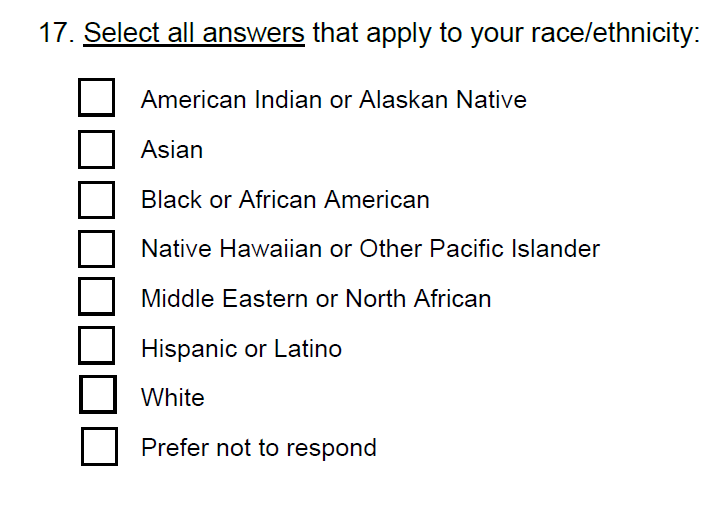 17. Select all answers that apply to your race/ethnicity:
American Indian or Alaskan Native
Asian
Black or African American
Native Hawaiian or Other Pacific Islander
Middle Eastern or North African
Hispanic or Latino
White
Prefer not to respond